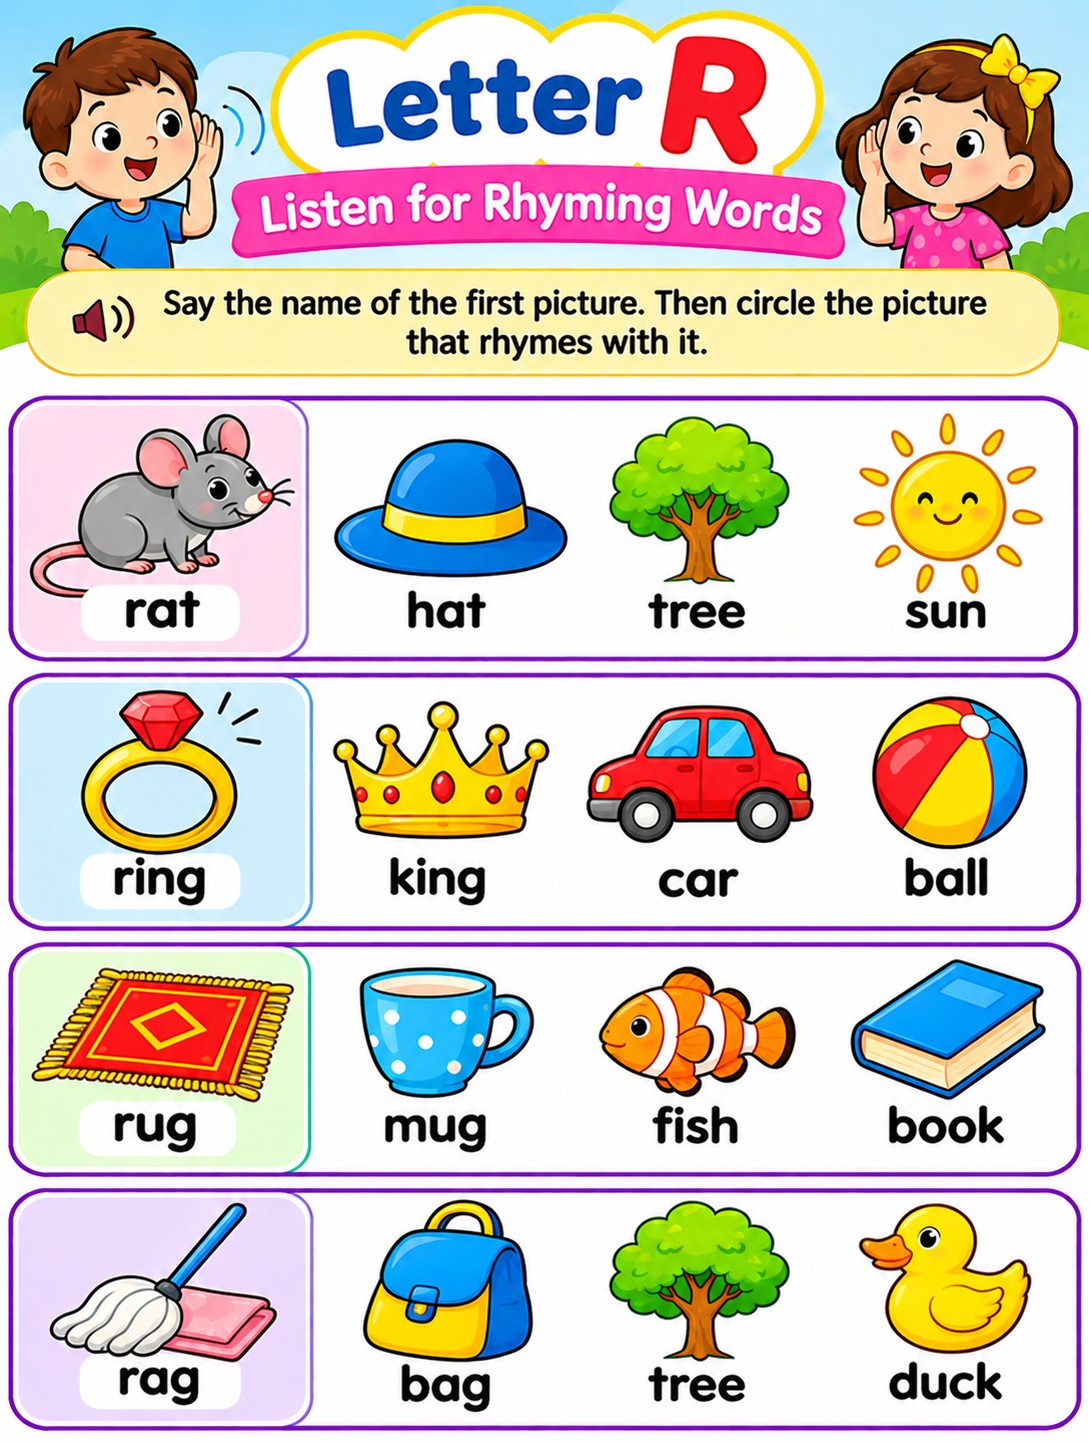 Letter R
Listen for Rhyming Words
Say the name of the first picture. Then circle the picture
that rhymes with it.
rat hat tree sun
ring king car ball
rug mug fish book
rag bag tree duck